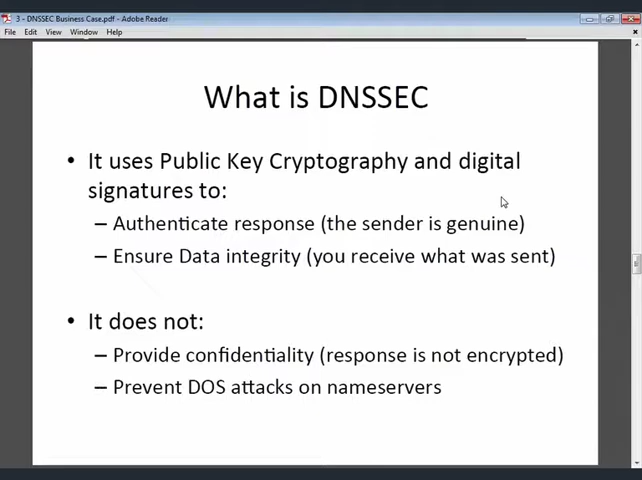 3 - DNSSEC Business Case.pdf - Adobe Reader
File Edit View Window Help
What is DNSSEC
• It uses Public Key Cryptography and digital
signatures to:
– Authenticate response (the sender is genuine)
– Ensure Data integrity (you receive what was sent)
• It does not:
– Provide confidentiality (response is not encrypted)
– Prevent DOS attacks on nameservers